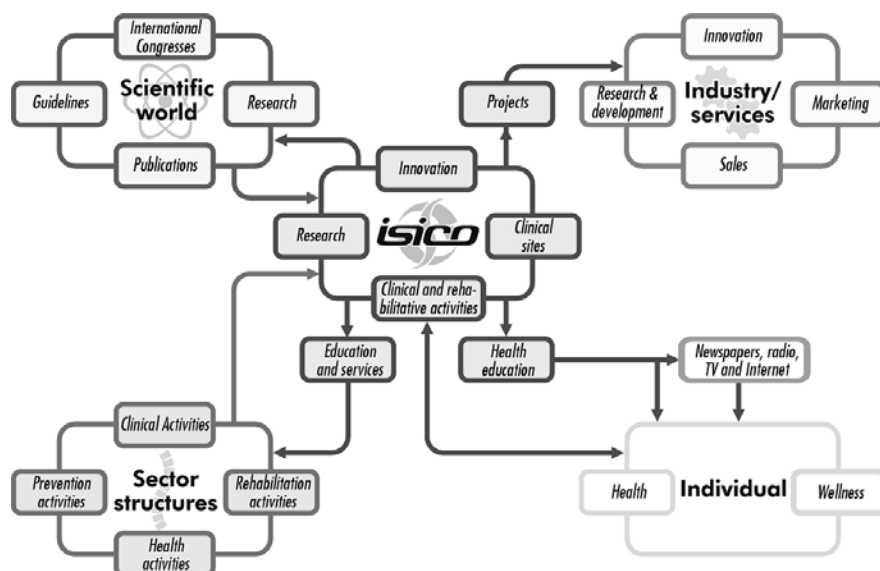 International
Congresses
Guidelines
Scientific
world
Research
Publications
Innovation
Research &
development
Industry/
services
Marketing
Sales
Projects
Innovation
Research
isico
Clinical
sites
Clinical and reha-
bilitative activities
Education
and services
Health
education
Newspapers, radio,
TV and Internet
Clinical Activities
Prevention
activities
Sector
structures
Rehabilitation
activities
Health
activities
Health
Individual
Wellness